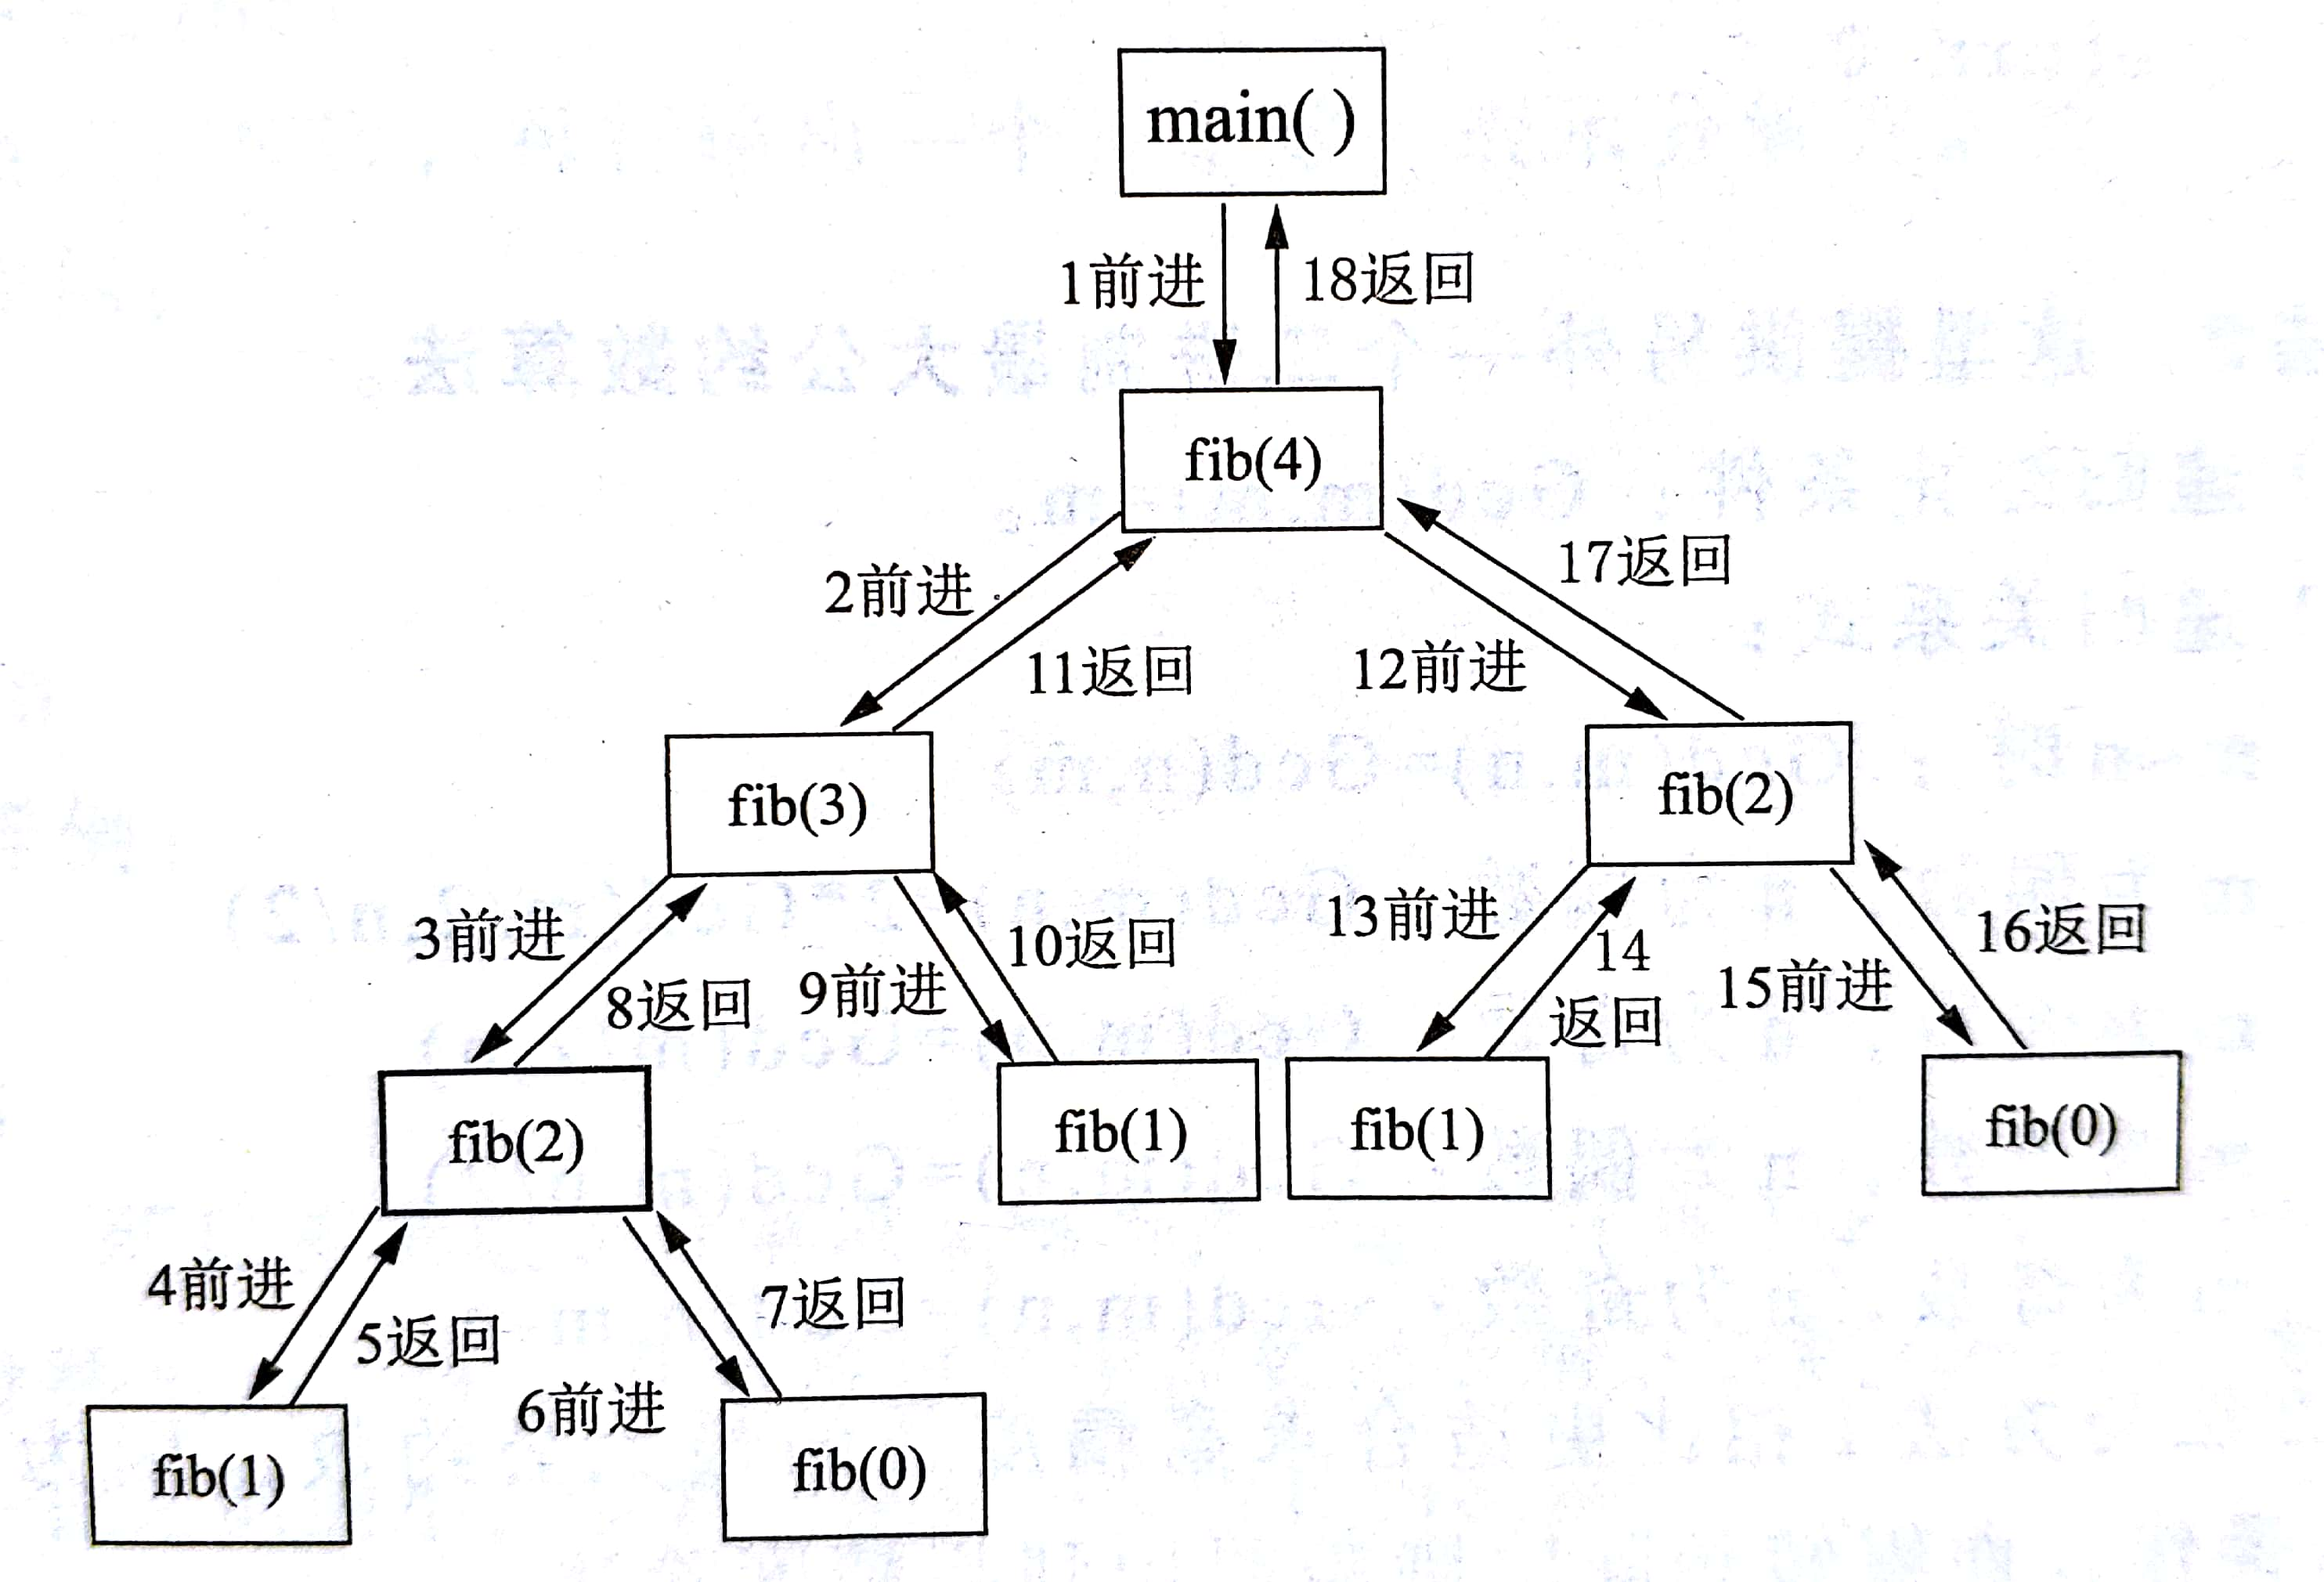 main( )
1前进
18返回
fib(4)
2前进
17返回
11返回
12前进
fib(3)
fib(2)
3前进
8返回
9前进
10返回
13前进
14
返回
15前进
16返回
fib(2)
fib(1)
fib(1)
fib(0)
4前进
5返回
6前进
7返回
fib(1)
fib(0)